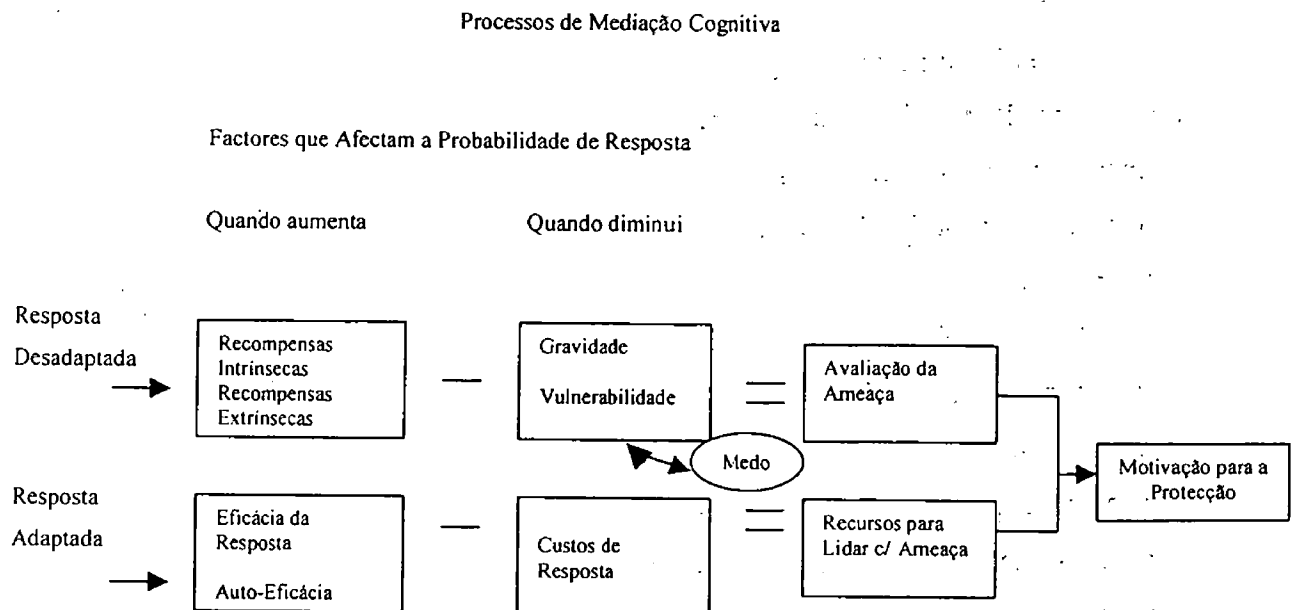 Processos de Mediação Cognitiva
Factores que Afectam a Probabilidade de Resposta
Quando aumenta
Quando diminui
Resposta
Desadaptada
Recompensas
Intrínsecas
Recompensas
Extrínsecas
Gravidade
Vulnerabilidade
Avaliação da
Ameaça
Medo
Motivação para a
Protecção
Resposta
Adaptada
Eficácia da
Resposta
Auto-Eficácia
Custos de
Resposta
Recursos para
Lidar c/ Ameaça